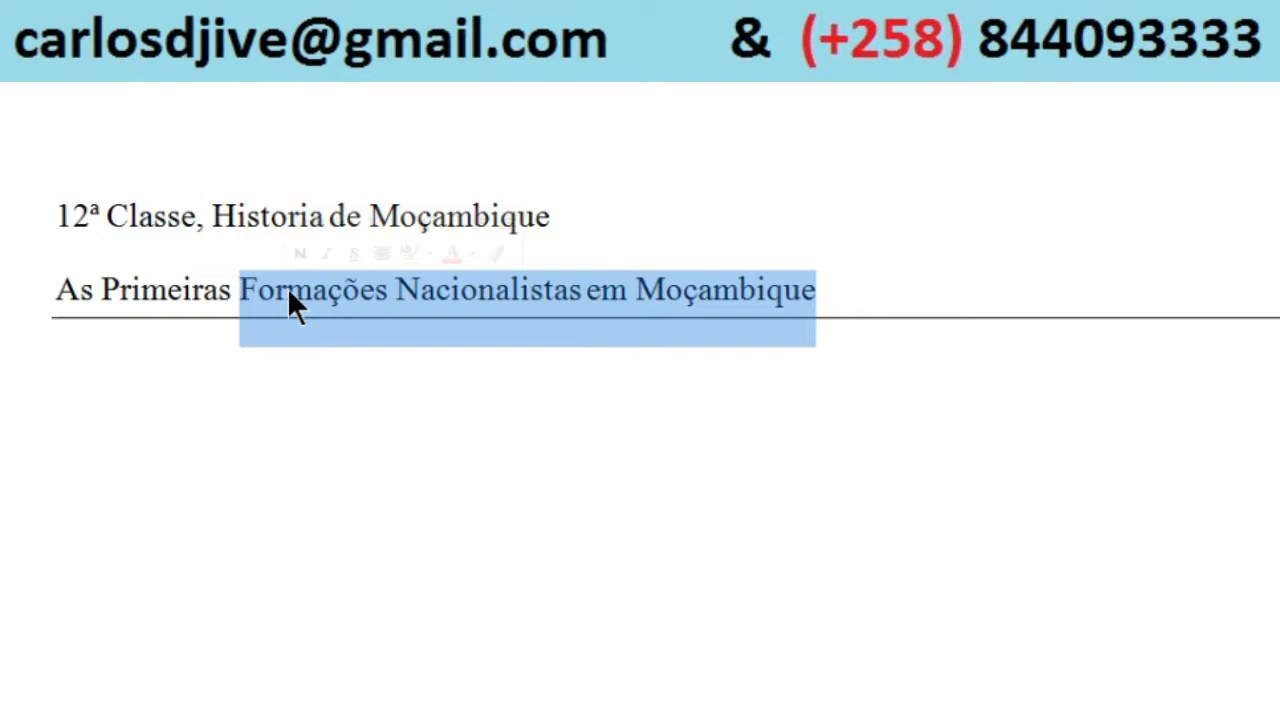 carlosdjive@gmail.com & (+258) 844093333
12ª Classe, Historia de Moçambique
As Primeiras Formações Nacionalistas em Moçambique